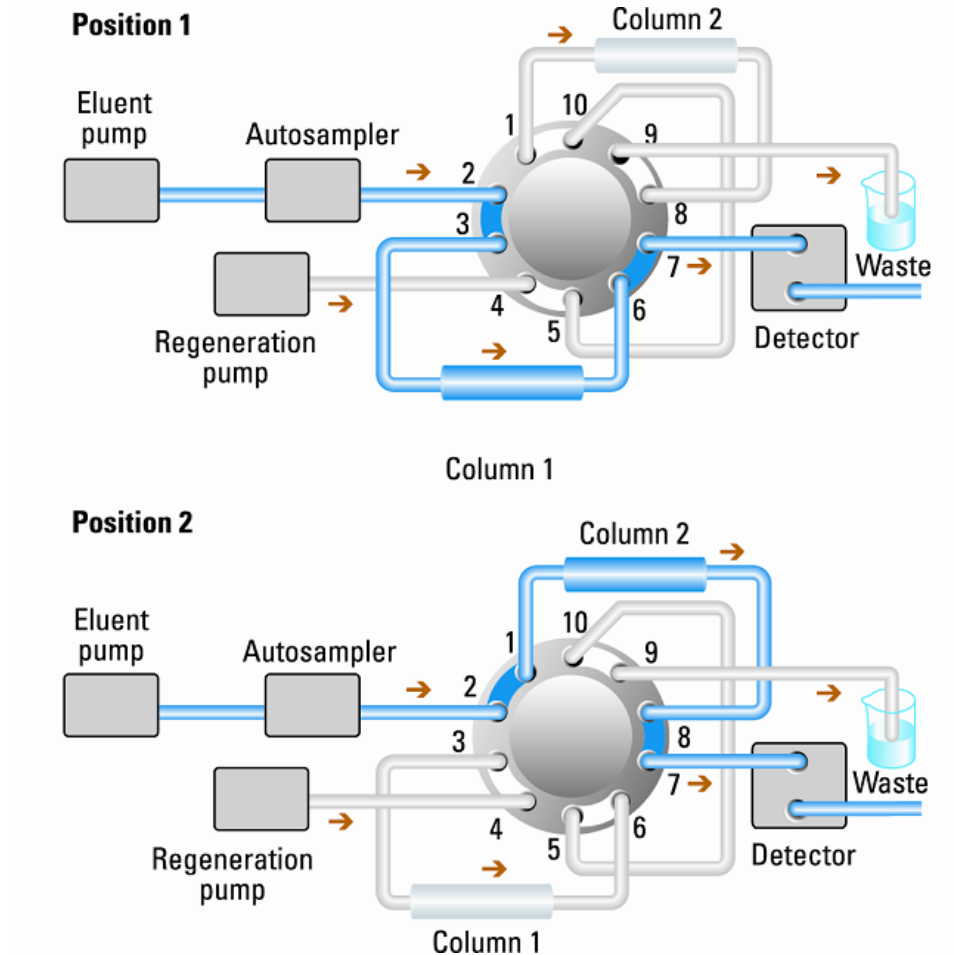 Position 1
Column 2
Eluent
pump
Autosampler
1
10
9
2
3
8
7
4
5
6
Waste
Regeneration
pump
Detector
Column 1
Position 2
Column 2
Eluent
pump
Autosampler
1
10
9
2
3
8
7
4
5
6
Waste
Regeneration
pump
Detector
Column 1